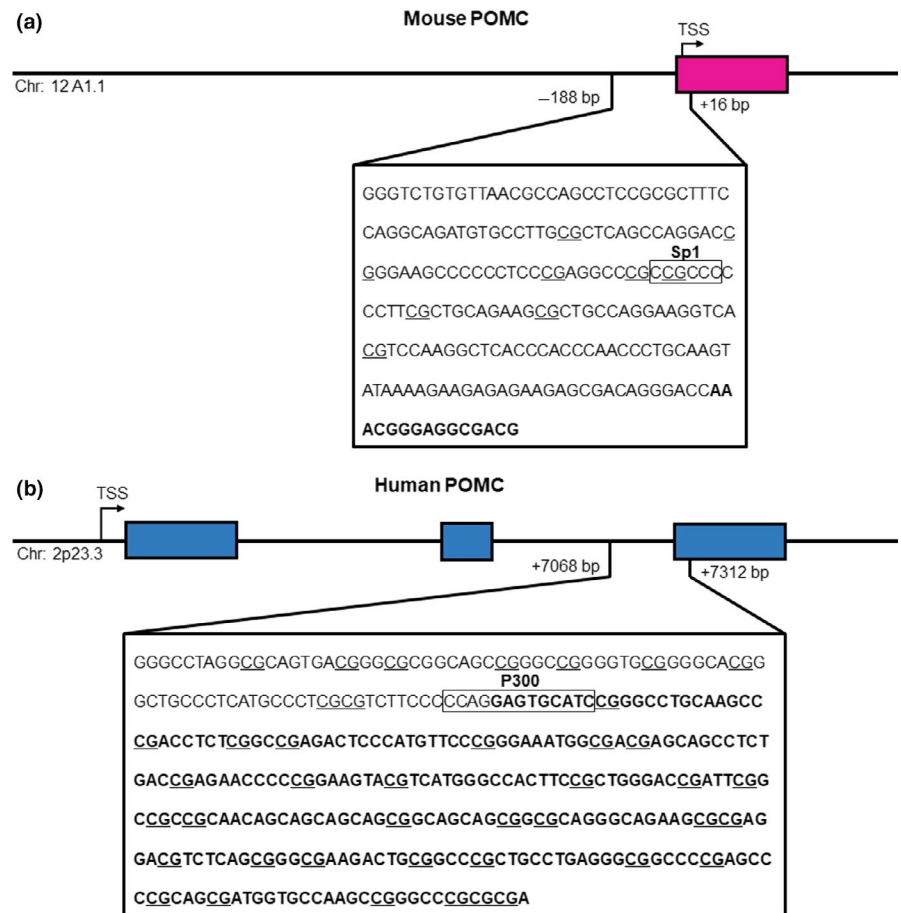 (a)
Mouse POMC
TSS
Chr: 12 A1.1
–188 bp
+16 bp
GGGTCTGTGTTAACGCCAGCCTCCGCGCTTTC
CAGGCAGATGTGCCTTGCGCTCAGCCAGGACC
Sp1
GGGAAGCCCCCCTCCCGAGGCCCGCCGCCCC
CCTTCGCTGCAGAAGCGCTGCCAGGAAGGTCA
CGTCCAAGGCTCACCCACCCAACCCTGCAAGT
ATAAAAGAAGAGAGAAGAGCGACAGGGACCAA
ACGGGAGGCGACG
(b)
Human POMC
TSS
Chr: 2p23.3
+7068 bp
+7312 bp
GGGCCTAGGCGCAGTGACGGGCGCGGCAGCCGGGCCGGGGTGCGGGGCACGG
P300
GCTGCCCTCATGCCCTCGCGTCTTCCCCCAGGAGTGCATCCGGGCCTGCAAGCC
CGACCTCTCGGCCGAGACTCCCATGTTCCCGGGAAATGGCGACGAGCAGCCTCT
GACCGAGAACCCCCGGAAGTACGTCATGGGCCACTTCCGCTGGGACCGATTCGG
CCGCCGCAACAGCAGCAGCAGCGGCAGCAGCGGCGCAGGGCAGAAGCGCGAG
GACGTCTCAGCGGGCGAAGACTGCGGCCCGCTGCCTGAGGGCGGCCCCGAGCC
CCGCAGCGATGGTGCCAAGCCGGGCCCGCGCGA